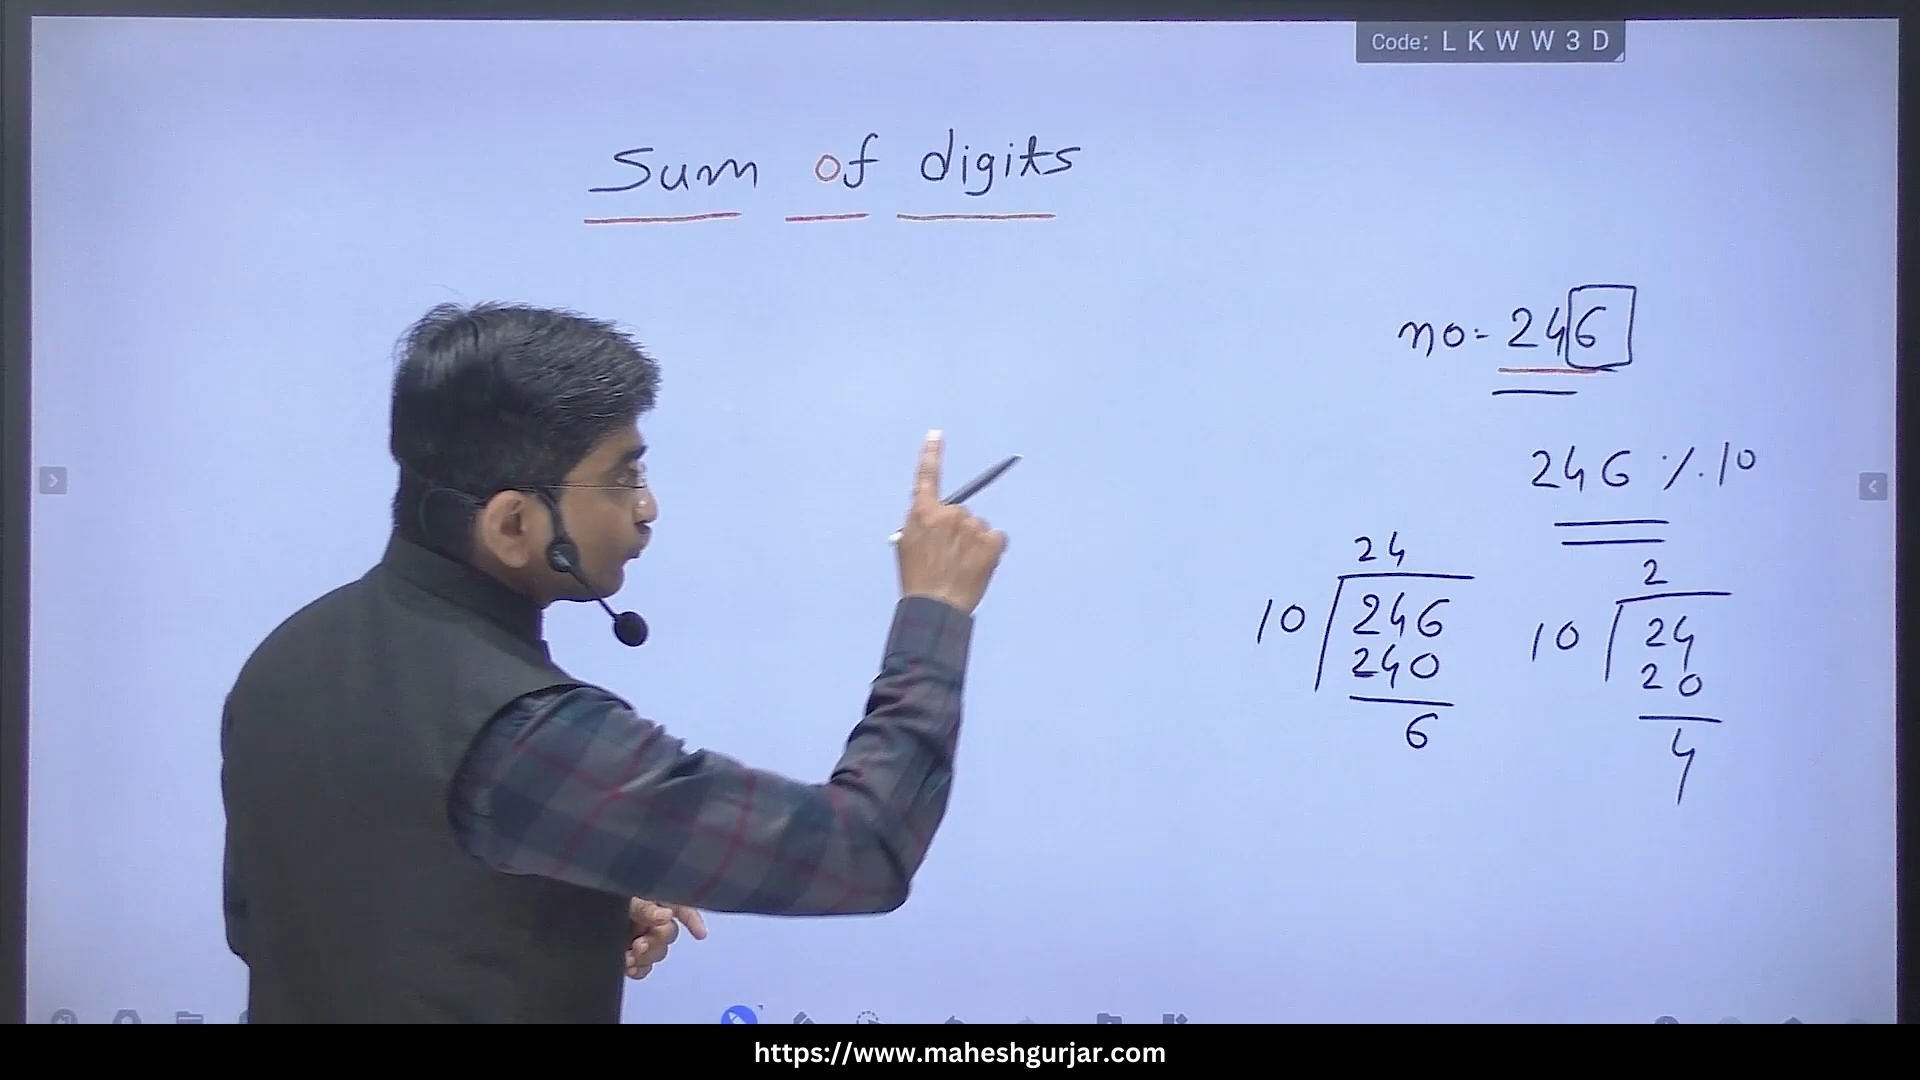 Code: LKWW3D
Sum of digits
no = 246
246 % 10
24
10 246
240
6
2
10 24
20
4
https://www.maheshgurjar.com